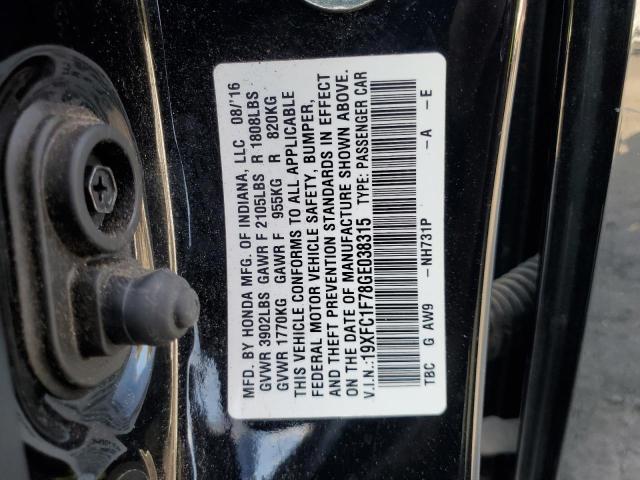 MFD. BY HONDA MFG. OF INDIANA, LLC 08/'16
GVWR 3902LBS GAWR F 2105LBS R 1808LBS
GVWR 1770KG GAWR F 955KG R 820KG
THIS VEHICLE CONFORMS TO ALL APPLICABLE
FEDERAL MOTOR VEHICLE SAFETY, BUMPER,
AND THEFT PREVENTION STANDARDS IN EFFECT
ON THE DATE OF MANUFACTURE SHOWN ABOVE.
V.I.N.:19XFC1F78GE038315 TYPE: PASSENGER CAR
TBC G AW9 -NH731P -A -E